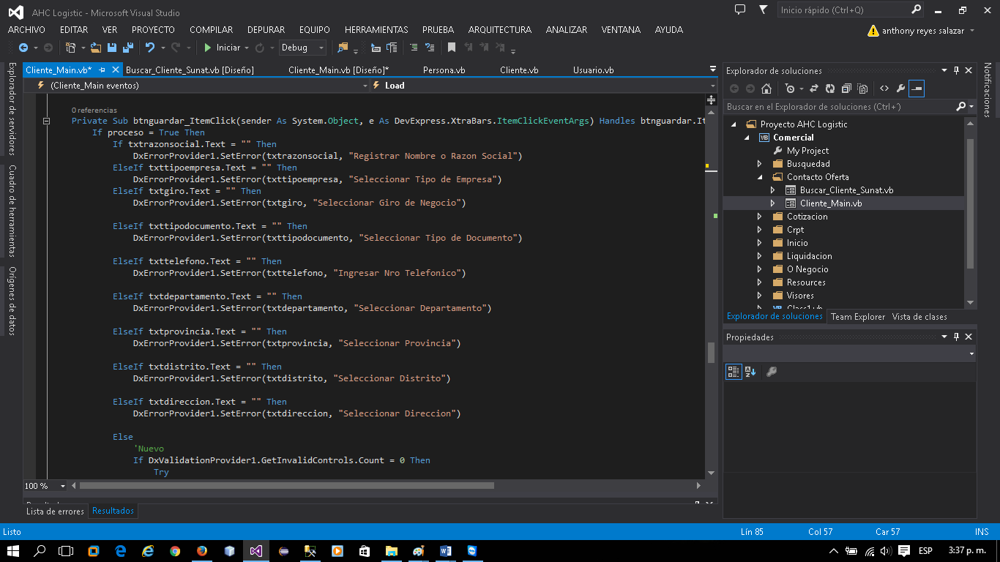 AHC Logistic - Microsoft Visual Studio
Inicio rápido (Ctrl+Q)
ARCHIVO EDITAR VER PROYECTO COMPILAR DEPURAR EQUIPO HERRAMIENTAS PRUEBA ARQUITECTURA ANALIZAR VENTANA AYUDA
anthony reyes salazar
Iniciar
Debug
Explorador de servidores
Cuadro de herramientas
Orígenes de datos
Cliente_Main.vb* Buscar_Cliente_Sunat.vb [Diseño] Cliente_Main.vb [Diseño]* Persona.vb Cliente.vb Usuario.vb
(Cliente_Main eventos) Load
0 referencias
Private Sub btnguardar_ItemClick(sender As System.Object, e As DevExpress.XtraBars.ItemClickEventArgs) Handles btnguardar.It
If proceso = True Then
If txtrazonsocial.Text = "" Then
DxErrorProvider1.SetError(txtrazonsocial, "Registrar Nombre o Razon Social")
ElseIf txttipoempresa.Text = "" Then
DxErrorProvider1.SetError(txttipoempresa, "Seleccionar Tipo de Empresa")
ElseIf txtgiro.Text = "" Then
DxErrorProvider1.SetError(txtgiro, "Seleccionar Giro de Negocio")
ElseIf txttipodocumento.Text = "" Then
DxErrorProvider1.SetError(txttipodocumento, "Seleccionar Tipo de Documento")
ElseIf txttelefono.Text = "" Then
DxErrorProvider1.SetError(txttelefono, "Ingresar Nro Telefonico")
ElseIf txtdepartamento.Text = "" Then
DxErrorProvider1.SetError(txtdepartamento, "Seleccionar Departamento")
ElseIf txtprovincia.Text = "" Then
DxErrorProvider1.SetError(txtprovincia, "Seleccionar Provincia")
ElseIf txtdistrito.Text = "" Then
DxErrorProvider1.SetError(txtdistrito, "Seleccionar Distrito")
ElseIf txtdireccion.Text = "" Then
DxErrorProvider1.SetError(txtdireccion, "Seleccionar Direccion")
Else
'Nuevo
If DxValidationProvider1.GetInvalidControls.Count = 0 Then
Try
100 %
Lista de errores Resultados
Explorador de soluciones
Buscar en el Explorador de soluciones (Ctrl+´)
Proyecto AHC Logistic
VB Comercial
My Project
Busquedad
Contacto Oferta
Buscar_Cliente_Sunat.vb
Cliente_Main.vb
Cotizacion
Crpt
Inicio
Liquidacion
O Negocio
Resources
Visores
Class1.vb
Explorador de soluciones Team Explorer Vista de clases
Propiedades
Notificaciones
Listo Lín 85 Col 57 Car 57 INS
ESP 3:37 p. m.